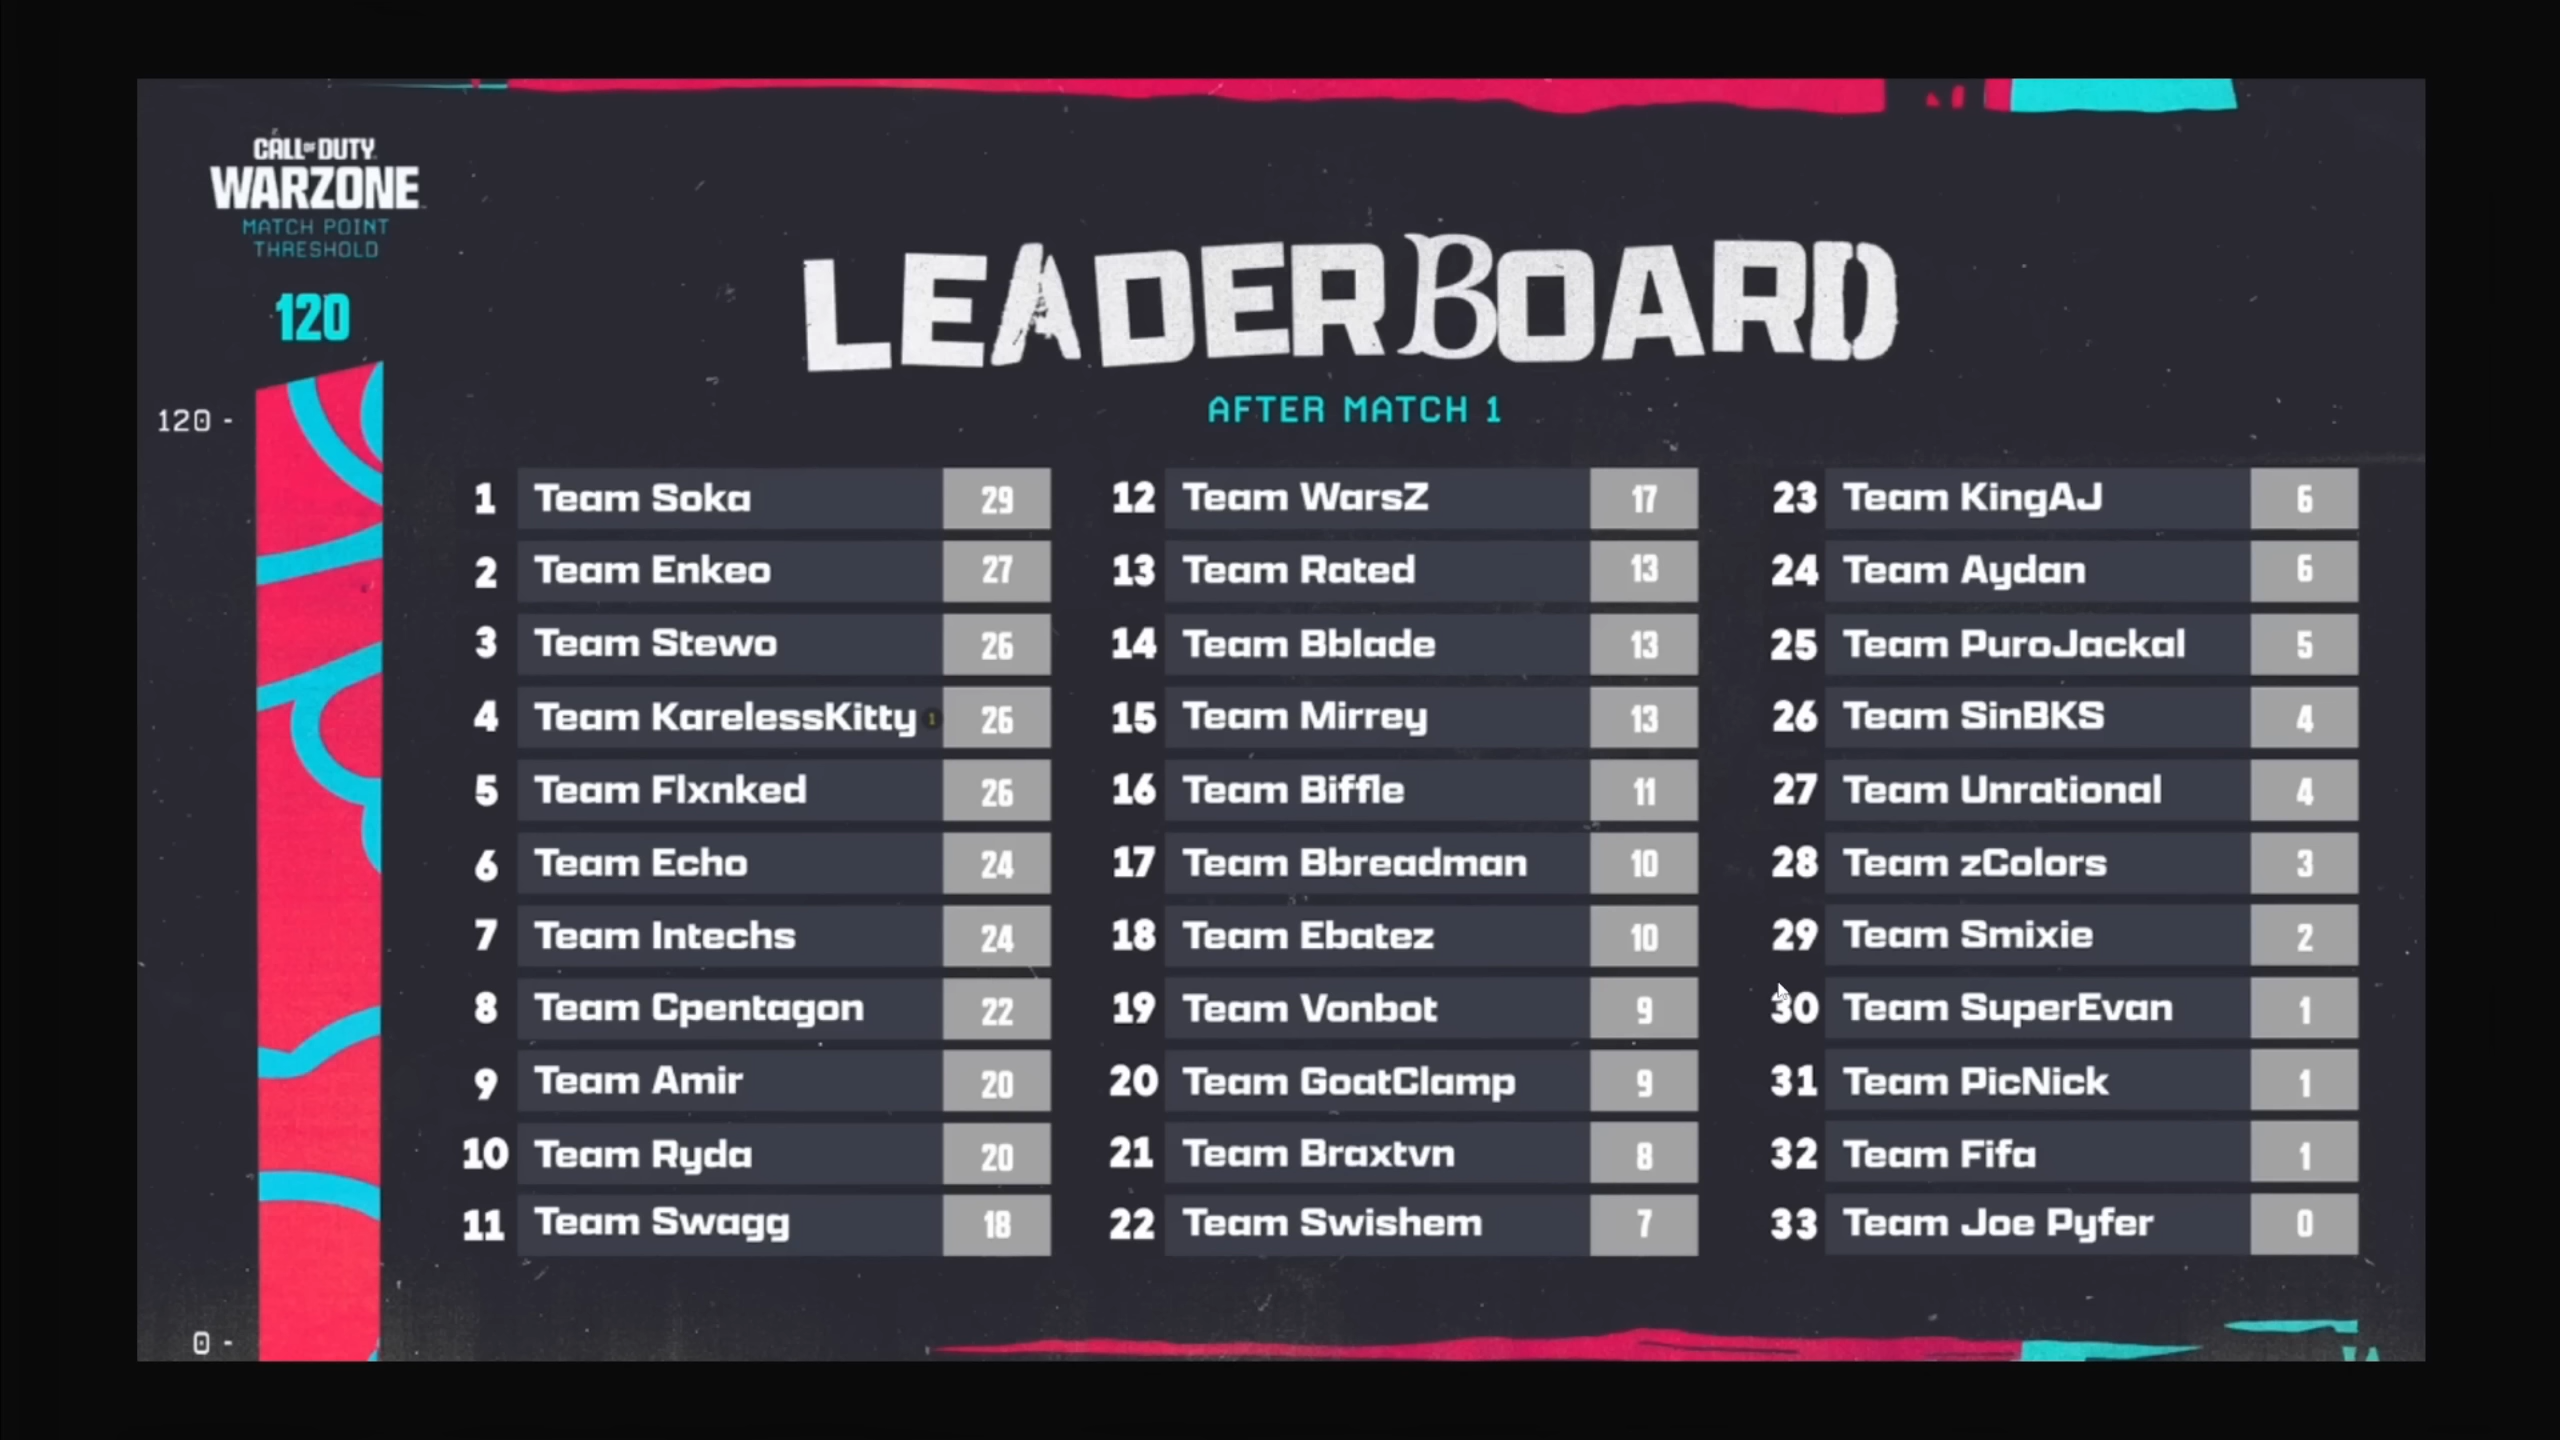 CALL OF DUTY
WARZONE
MATCH POINT
THRESHOLD
120
120 -
0 -
LEADERBOARD
AFTER MATCH 1
1 Team Soka 29
2 Team Enkeo 27
3 Team Stewo 26
4 Team KarelessKitty 1 26
5 Team Flxnked 26
6 Team Echo 24
7 Team Intechs 24
8 Team Cpentagon 22
9 Team Amir 20
10 Team Ryda 20
11 Team Swagg 18
12 Team WarsZ 17
13 Team Rated 13
14 Team Bblade 13
15 Team Mirrey 13
16 Team Biffle 11
17 Team Bbreadman 10
18 Team Ebatez 10
19 Team Vonbot 9
20 Team GoatClamp 9
21 Team Braxtvn 8
22 Team Swishem 7
23 Team KingAJ 6
24 Team Aydan 6
25 Team PuroJackal 5
26 Team SinBKS 4
27 Team Unrational 4
28 Team zColors 3
29 Team Smixie 2
30 Team SuperEvan 1
31 Team PicNick 1
32 Team Fifa 1
33 Team Joe Pyfer 0